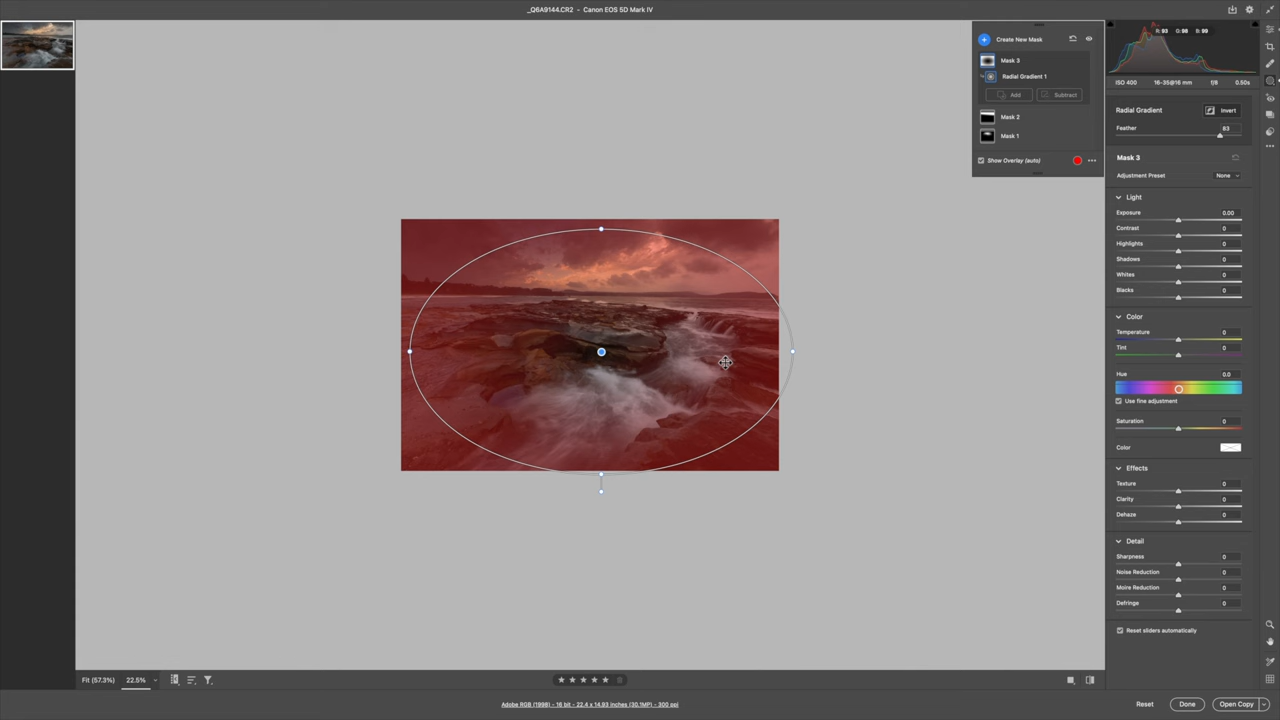 _Q6A9144.CR2 - Canon EOS 5D Mark IV
Create New Mask
Mask 3
Radial Gradient 1
Add Subtract
Mask 2
Mask 1
Show Overlay (auto)
R: 93 G: 98 B: 99
ISO 400 16-35@16 mm f/8 0.50s
Radial Gradient Invert
Feather 83
Mask 3
Adjustment Preset None
Light
Exposure 0.00
Contrast 0
Highlights 0
Shadows 0
Whites 0
Blacks 0
Color
Temperature 0
Tint 0
Hue 0.0
Use fine adjustment
Saturation 0
Color
Effects
Texture 0
Clarity 0
Dehaze 0
Detail
Sharpness 0
Noise Reduction 0
Moire Reduction 0
Defringe 0
Reset sliders automatically
Fit (57.3%) 22.5%
Adobe RGB (1998) - 16 bit - 22.4 x 14.93 inches (30.1MP) - 300 ppi
Reset Done Open Copy